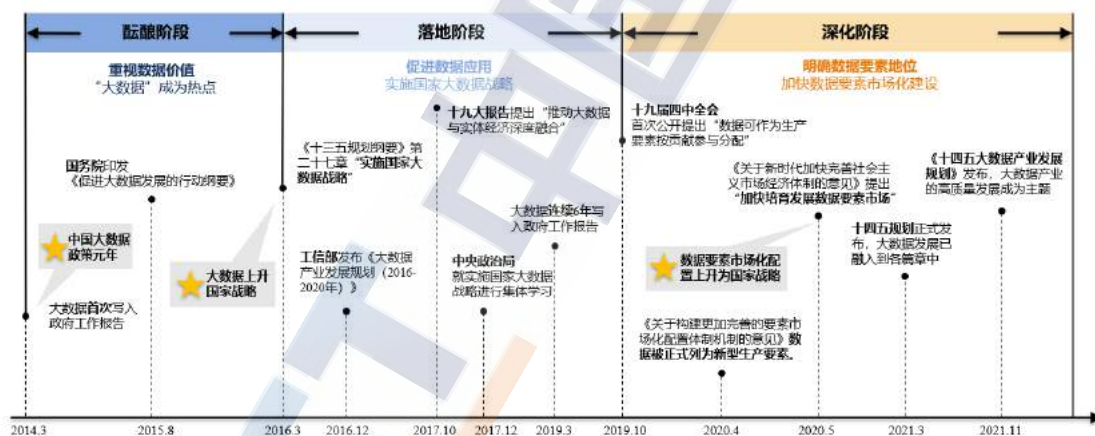 酝酿阶段
落地阶段
深化阶段
重视数据价值
“大数据”成为热点
促进数据应用
实施国家大数据战略
明确数据要素地位
加快数据要素市场化建设
国务院印发
《促进大数据发展的行动纲要》
中国大数据
政策元年
大数据首次写入
政府工作报告
大数据上升
国家战略
《十三五规划纲要》第
二十七章“实施国家大
数据战略”
工信部发布《大数据
产业发展规划（2016-
2020年）》
十九大报告提出“推动大数据
与实体经济深度融合”
中央政治局
就实施国家大数据
战略进行集体学习
大数据连续6年写
入政府工作报告
十九届四中全会
首次公开提出“数据可作为生产
要素按贡献参与分配”
《关于新时代加快完善社会主
义市场经济体制的意见》提出
“加快培育发展数据要素市场”
数据要素市场化配
置上升为国家战略
《关于构建更加完善的要素市
场化配置体制机制的意见》数
据被正式列为新型生产要素。
十四五规划正式发
布，大数据发展已
融入到各篇章中
《十四五大数据产业发展
规划》发布，大数据产业
的高质量发展成为主题
2014.3
2015.8
2016.3
2016.12
2017.10
2017.12
2019.3
2019.10
2020.4
2020.5
2021.3
2021.11